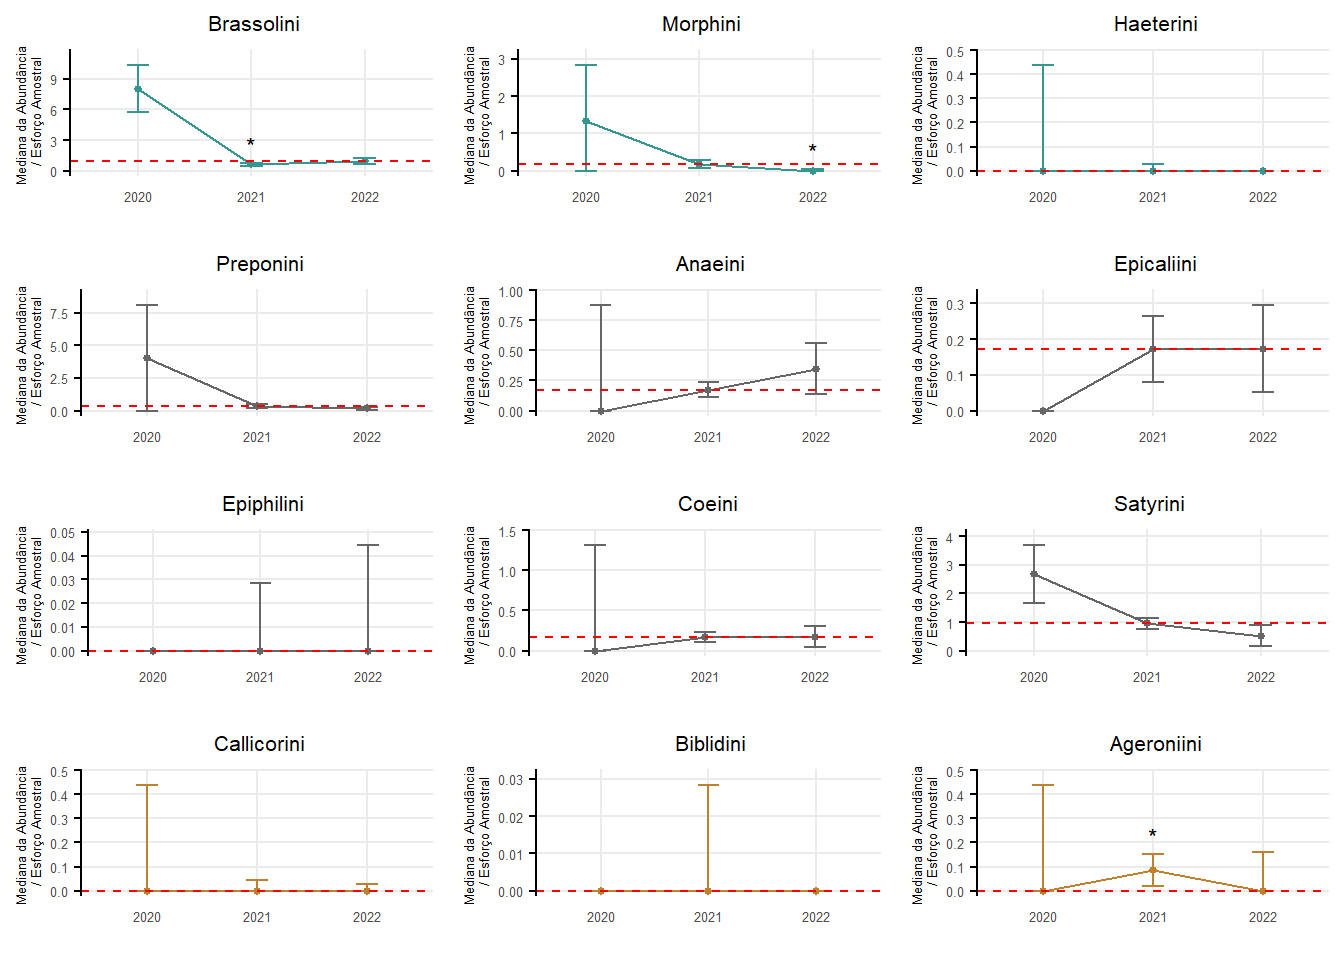 Brassolini
Mediana da Abundância
/ Esforço Amostral
9
6
3
0
*
2020 2021 2022
Morphini
Mediana da Abundância
/ Esforço Amostral
3
2
1
0
*
2020 2021 2022
Haeterini
Mediana da Abundância
/ Esforço Amostral
0.5
0.4
0.3
0.2
0.1
0.0
2020 2021 2022
Preponini
Mediana da Abundância
/ Esforço Amostral
7.5
5.0
2.5
0.0
2020 2021 2022
Anaeini
Mediana da Abundância
/ Esforço Amostral
1.00
0.75
0.50
0.25
0.00
2020 2021 2022
Epicaliini
Mediana da Abundância
/ Esforço Amostral
0.3
0.2
0.1
0.0
2020 2021 2022
Epiphilini
Mediana da Abundância
/ Esforço Amostral
0.05
0.04
0.03
0.02
0.01
0.00
2020 2021 2022
Coeini
Mediana da Abundância
/ Esforço Amostral
1.5
1.0
0.5
0.0
2020 2021 2022
Satyrini
Mediana da Abundância
/ Esforço Amostral
4
3
2
1
0
2020 2021 2022
Callicorini
Mediana da Abundância
/ Esforço Amostral
0.5
0.4
0.3
0.2
0.1
0.0
2020 2021 2022
Biblidini
Mediana da Abundância
/ Esforço Amostral
0.03
0.02
0.01
0.00
2020 2021 2022
Ageroniini
Mediana da Abundância
/ Esforço Amostral
0.5
0.4
0.3
0.2
0.1
0.0
*
2020 2021 2022